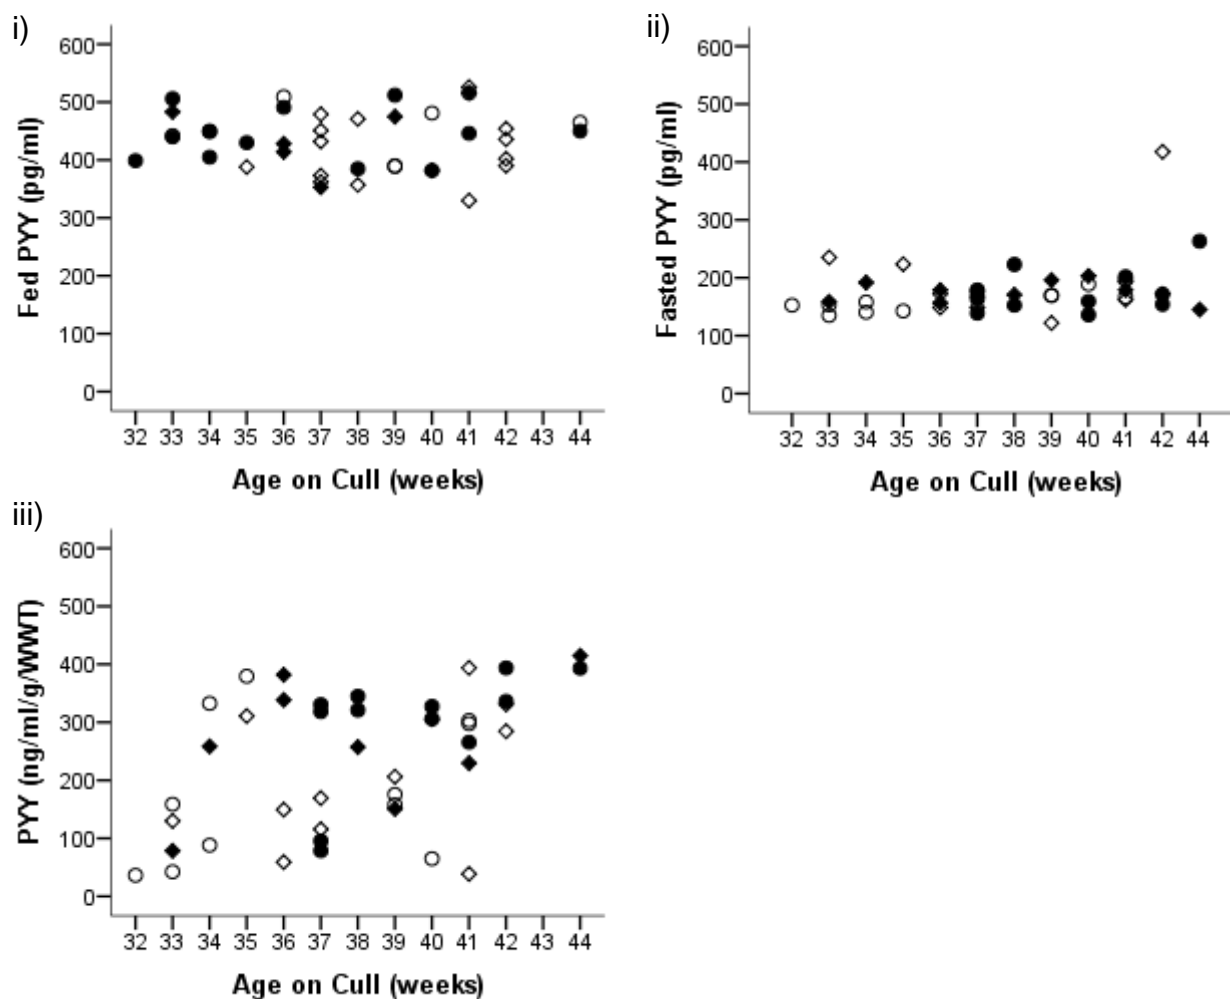 i)
600
500
400
300
200
100
0
Fed PYY (pg/ml)
32 33 34 35 36 37 38 39 40 41 42 43 44
Age on Cull (weeks)
ii)
600
500
400
300
200
100
0
Fasted PYY (pg/ml)
32 33 34 35 36 37 38 39 40 41 42 44
Age on Cull (weeks)
iii)
600
500
400
300
200
100
0
PYY (ng/ml/g/WWT)
32 33 34 35 36 37 38 39 40 41 42 43 44
Age on Cull (weeks)